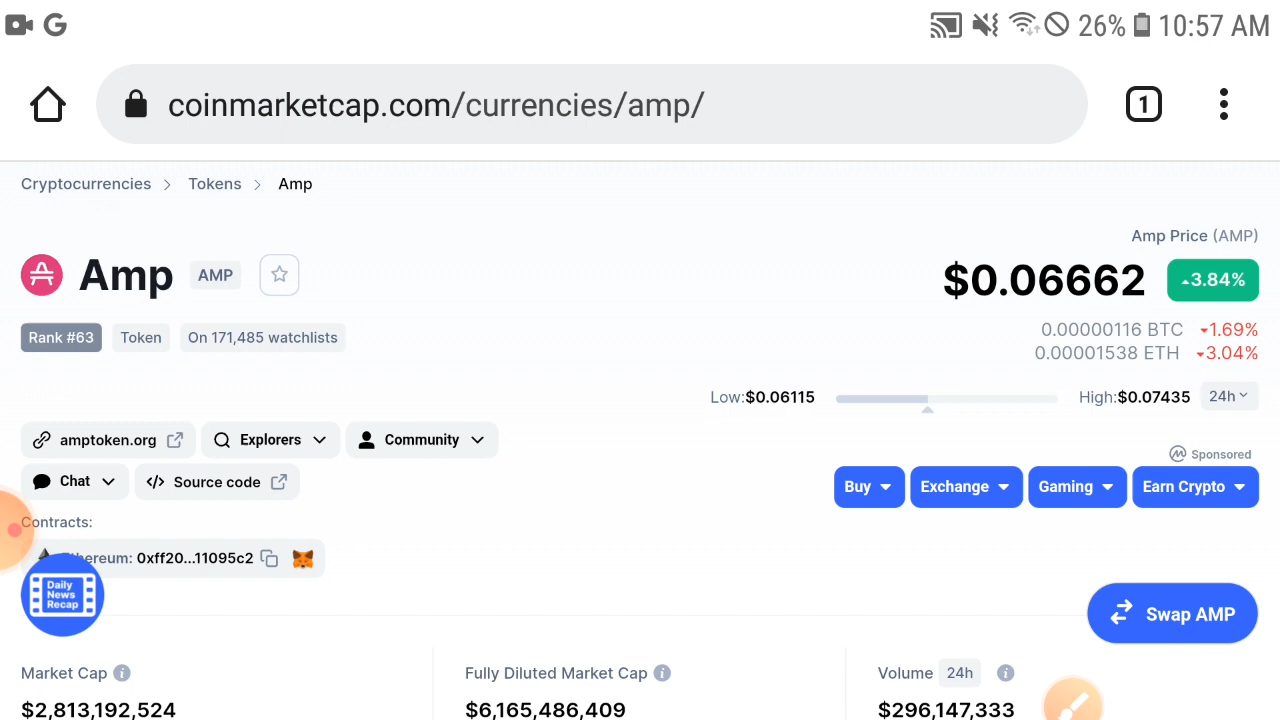 26% 10:57 AM
coinmarketcap.com/currencies/amp/
1
Cryptocurrencies > Tokens > Amp
Amp Price (AMP)
Amp AMP
$0.06662 3.84%
Rank #63 Token On 171,485 watchlists
0.00000116 BTC 1.69%
0.00001538 ETH 3.04%
Low:$0.06115 High:$0.07435 24h
amptoken.org Explorers Community
Chat </> Source code
Sponsored
Buy Exchange Gaming Earn Crypto
Contracts:
Ethereum: 0xff20...11095c2
Daily
News
Recap
Swap AMP
Market Cap Fully Diluted Market Cap Volume 24h
$2,813,192,524 $6,165,486,409 $296,147,333